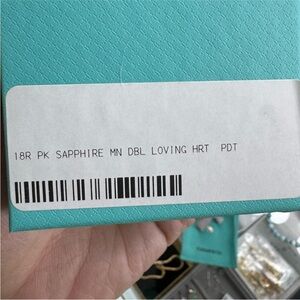 18R PK SAPPHIRE MN DBL LOVING HRT PDT